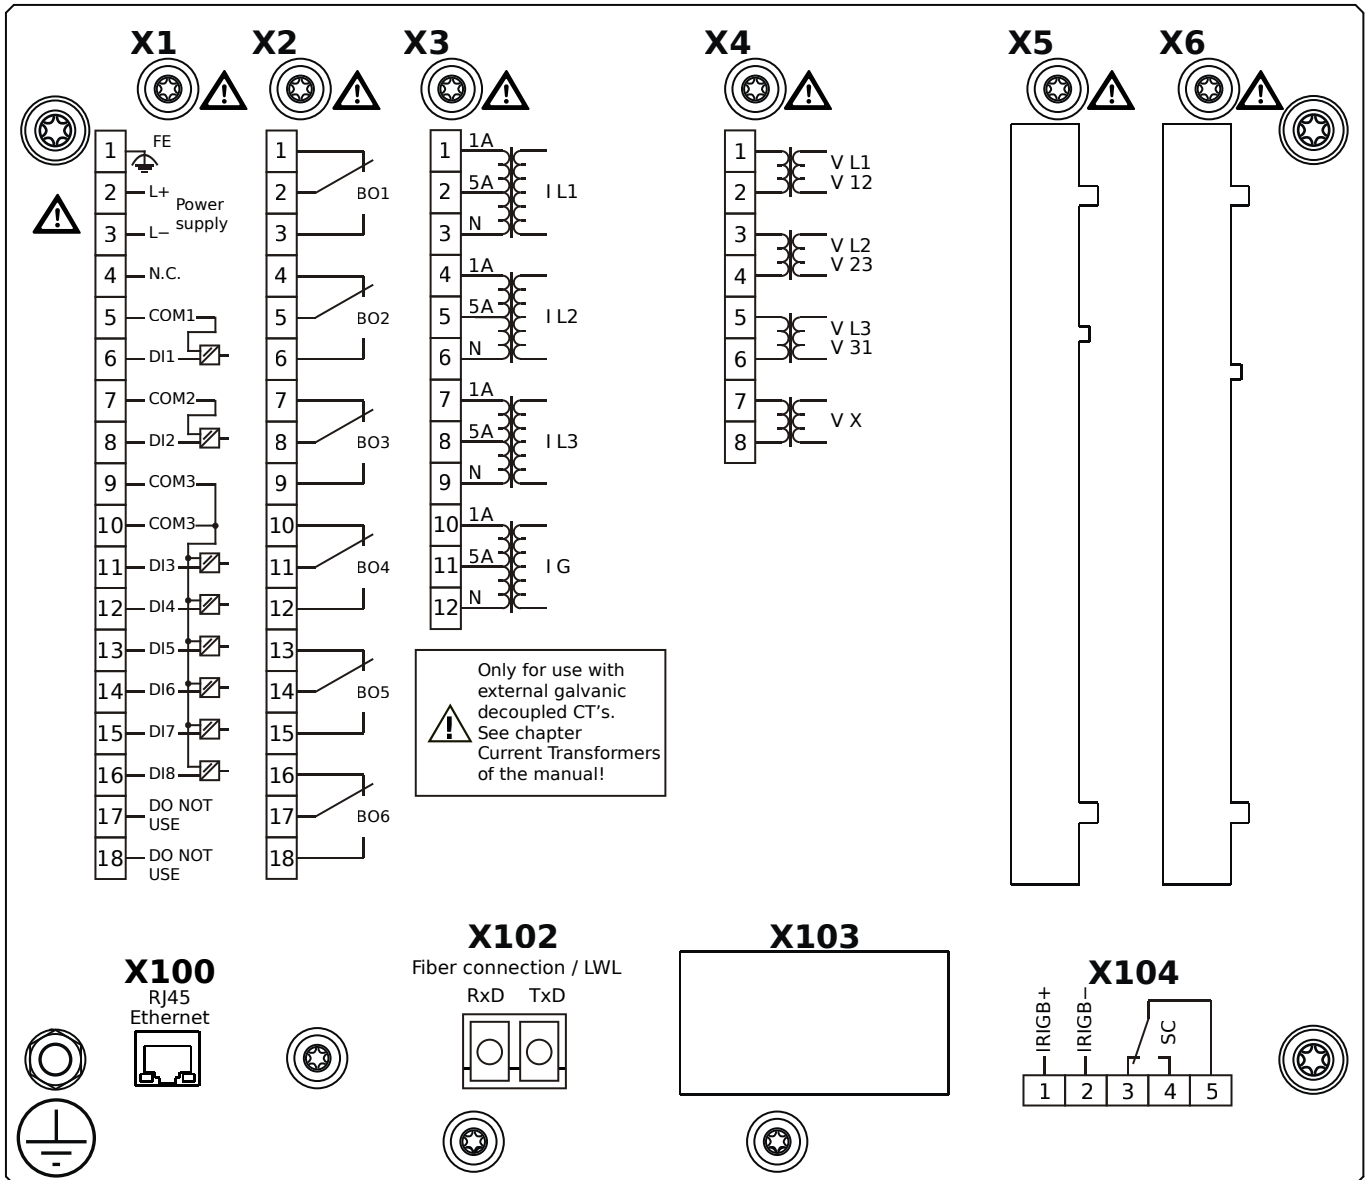 X1
X2
X3
X4
X5
X6
1 FE
2 L+
Power
supply
3 L−
4 N.C.
5 COM1
6 DI1
7 COM2
8 DI2
9 COM3
10 COM3
11 DI3
12 DI4
13 DI5
14 DI6
15 DI7
16 DI8
17 DO NOT
USE
18 DO NOT
USE
1
2 BO1
3
4
5 BO2
6
7
8 BO3
9
10
11 BO4
12
13
14 BO5
15
16
17 BO6
18
1 1A
2 5A I L1
3 N
4 1A
5 5A I L2
6 N
7 1A
8 5A I L3
9 N
10 1A
11 5A I G
12 N
Only for use with
external galvanic
decoupled CT's.
See chapter
Current Transformers
of the manual!
1 V L1
2 V 12
3 V L2
4 V 23
5 V L3
6 V 31
7 V X
8
X100
RJ45
Ethernet
X102
Fiber connection / LWL
RxD TxD
X103
X104
IRIGB+
IRIGB−
SC
1 2 3 4 5